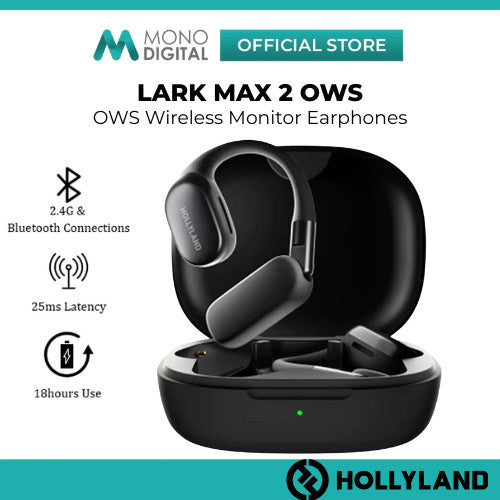 MONO
DIGITAL
OFFICIAL STORE
LARK MAX 2 OWS
OWS Wireless Monitor Earphones
2.4G &
Bluetooth Connections
25ms Latency
18hours Use
HOLLYLAND
HOLLYLAND